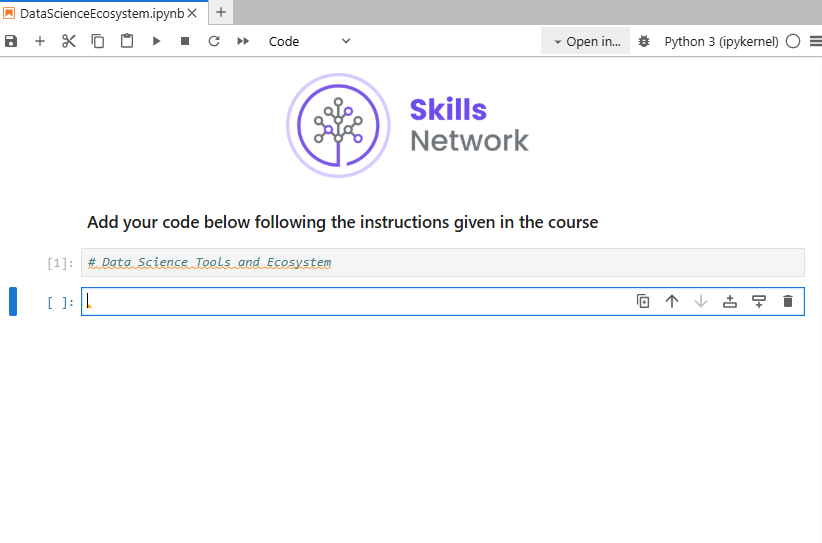 DataScienceEcosystem.ipynb
Code
Open in...
Python 3 (ipykernel)
Skills
Network
Add your code below following the instructions given in the course
[1]: # Data Science Tools and Ecosystem
[ ]: